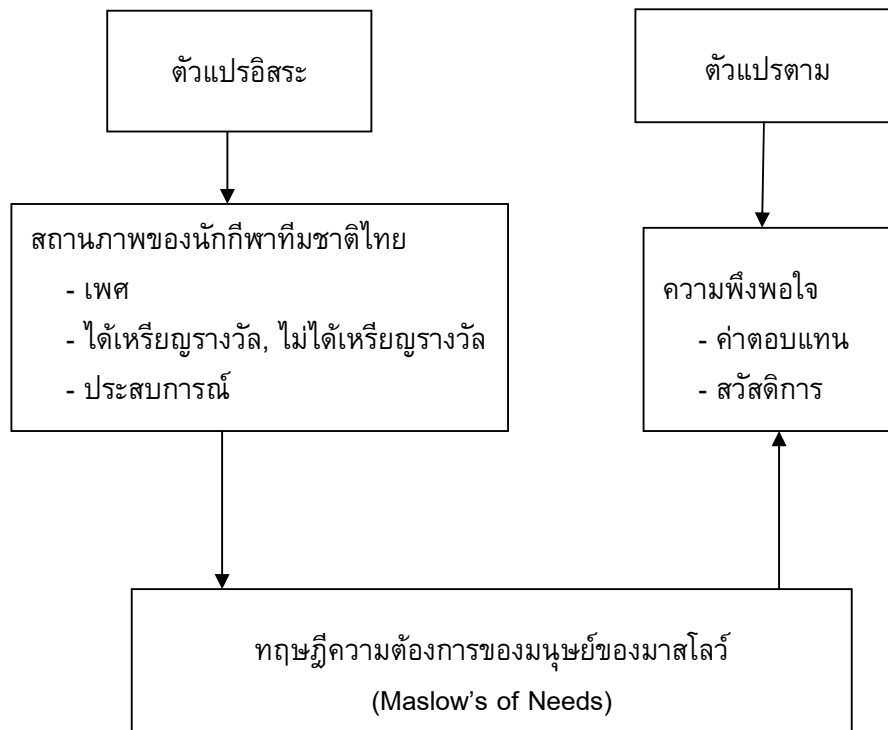 ตัวแปรอิสระ
ตัวแปรตาม
สถานภาพของนักกีฬาทีมชาติไทย
- เพศ
- ได้เหรียญรางวัล, ไม่ได้เหรียญรางวัล
- ประสบการณ์
ความพึงพอใจ
- ค่าตอบแทน
- สวัสดิการ
ทฤษฎีความต้องการของมนุษย์ของมาสโลว์
(Maslow’s of Needs)